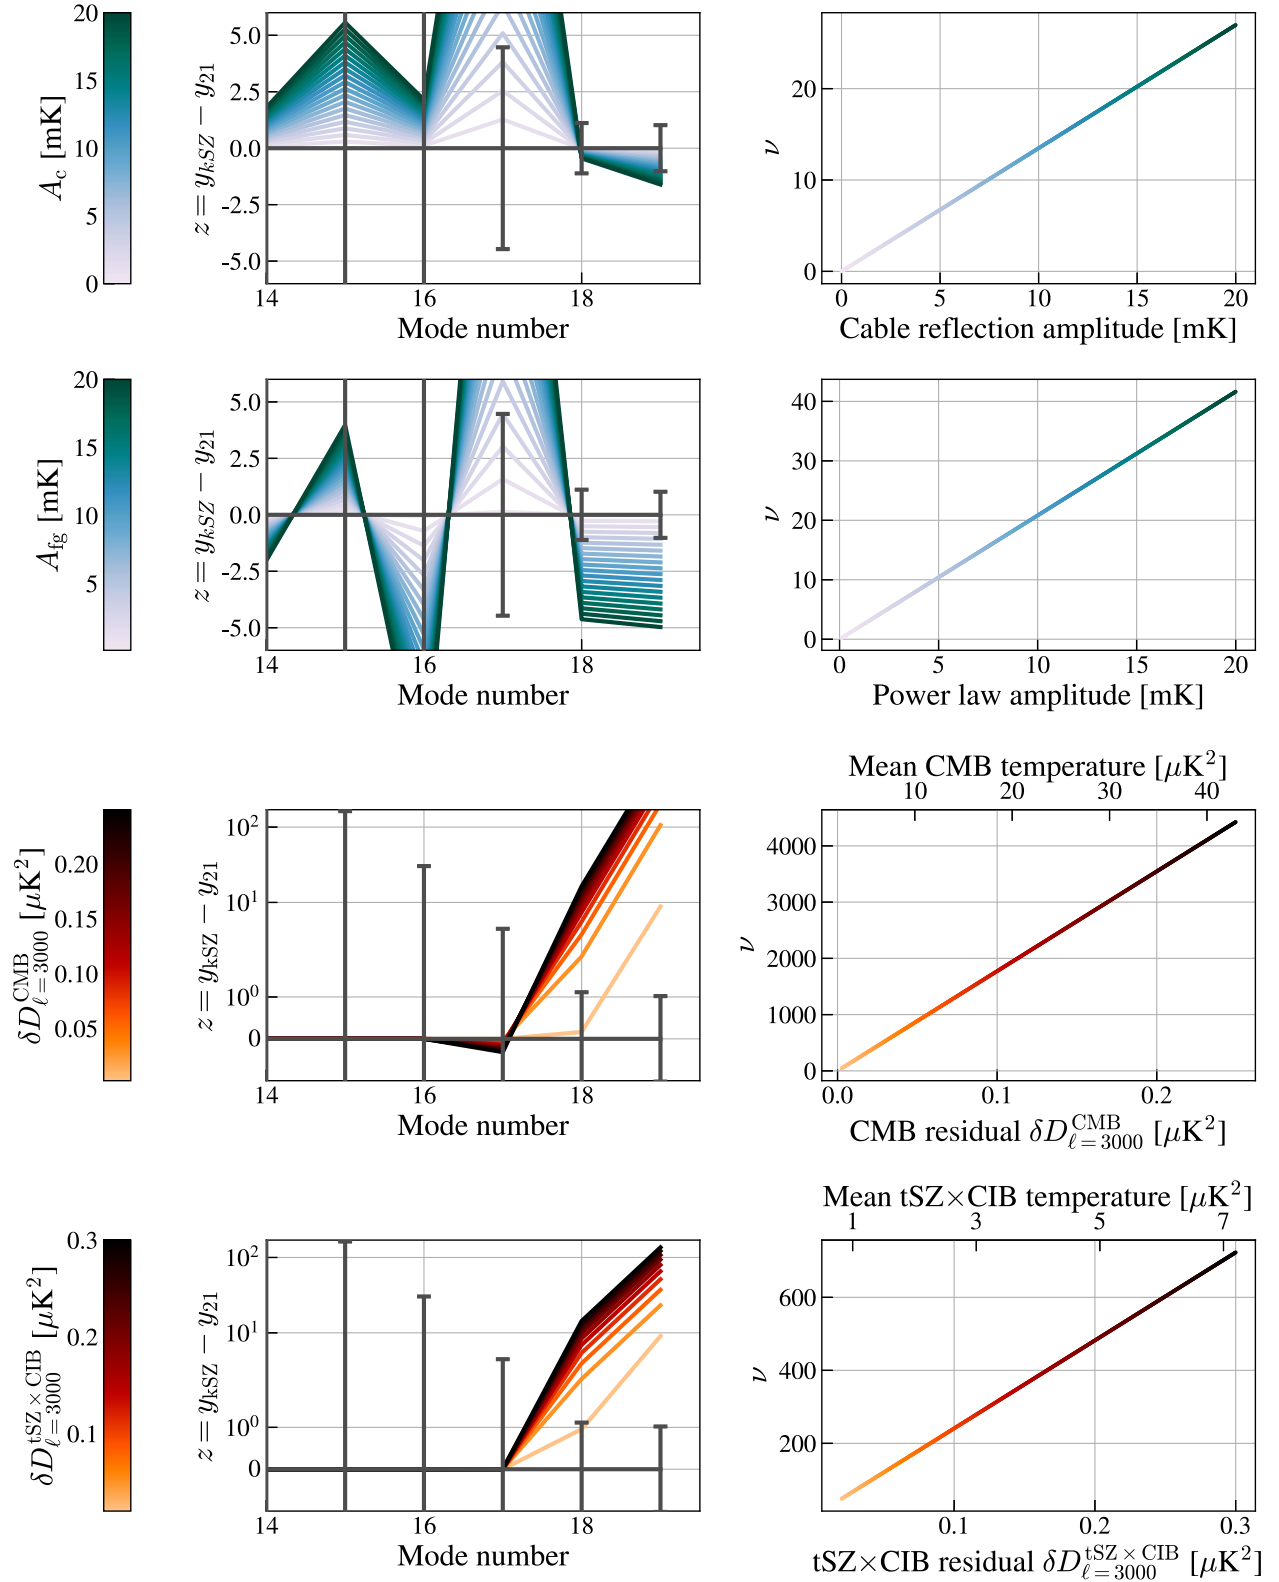 20
15
10
5
0
A_c [mK]
5.0
2.5
0.0
-2.5
-5.0
z = y_kSZ − y_21
14 16 18
Mode number
20
10
0
ν
0 5 10 15 20
Cable reflection amplitude [mK]
20
15
10
5
A_fg [mK]
5.0
2.5
0.0
-2.5
-5.0
z = y_kSZ − y_21
14 16 18
Mode number
40
30
20
10
0
ν
0 5 10 15 20
Power law amplitude [mK]
0.20
0.15
0.10
0.05
δD_{ℓ=3000}^{CMB} [μK²]
10²
10¹
10⁰
0
z = y_kSZ − y_21
14 16 18
Mode number
Mean CMB temperature [μK²]
10 20 30 40
4000
3000
2000
1000
0
ν
0.0 0.1 0.2
CMB residual δD_{ℓ=3000}^{CMB} [μK²]
0.3
0.2
0.1
δD_{ℓ=3000}^{tSZ×CIB} [μK²]
10²
10¹
10⁰
0
z = y_kSZ − y_21
14 16 18
Mode number
Mean tSZ×CIB temperature [μK²]
1 3 5 7
600
400
200
ν
0.1 0.2 0.3
tSZ×CIB residual δD_{ℓ=3000}^{tSZ×CIB} [μK²]